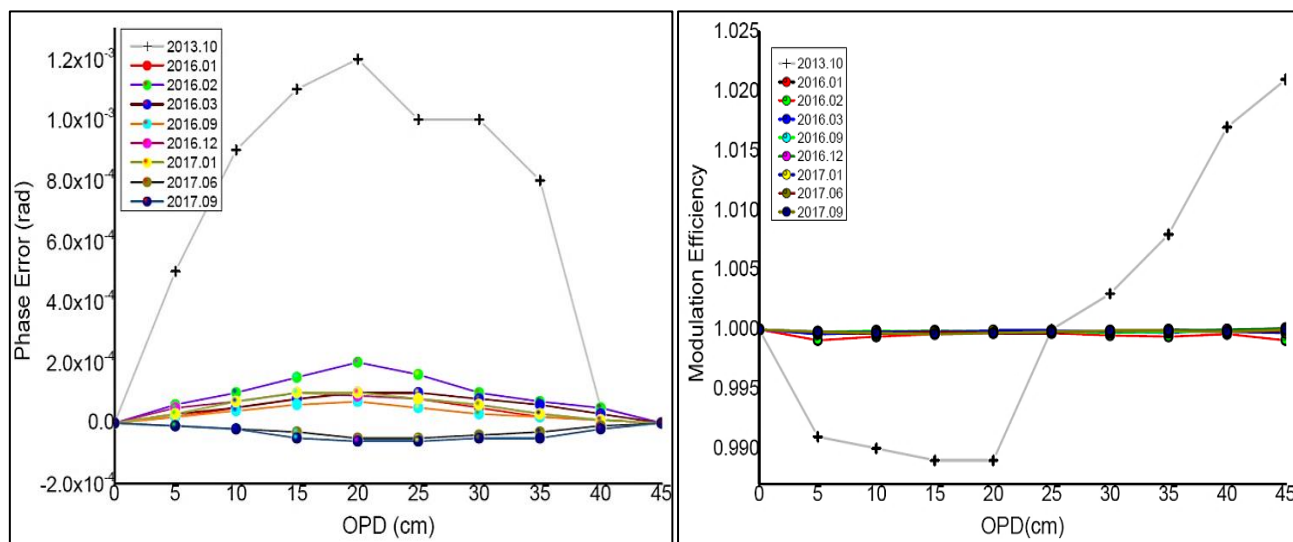 1.2x10-3
1.0x10-3
8.0x10-4
6.0x10-4
4.0x10-4
2.0x10-4
0.0
-2.0x10-4
Phase Error (rad)
2013.10
2016.01
2016.02
2016.03
2016.09
2016.12
2017.01
2017.06
2017.09
0 5 10 15 20 25 30 35 40 45
OPD (cm)
1.025
1.020
1.015
1.010
1.005
1.000
0.995
0.990
Modulation Efficiency
2013.10
2016.01
2016.02
2016.03
2016.09
2016.12
2017.01
2017.06
2017.09
0 5 10 15 20 25 30 35 40 45
OPD(cm)